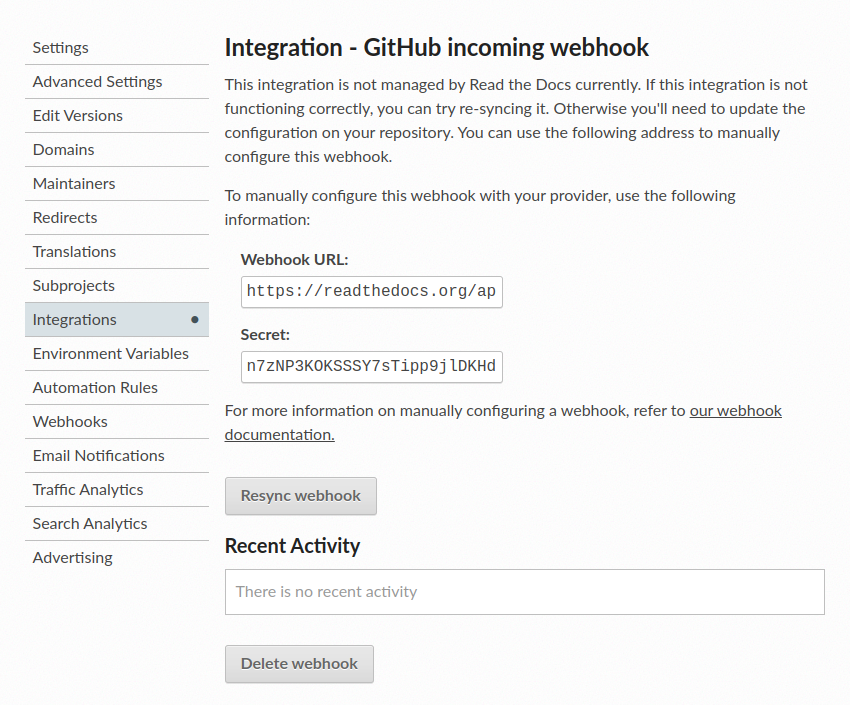 Settings
Advanced Settings
Edit Versions
Domains
Maintainers
Redirects
Translations
Subprojects
Integrations
Environment Variables
Automation Rules
Webhooks
Email Notifications
Traffic Analytics
Search Analytics
Advertising
Integration - GitHub incoming webhook
This integration is not managed by Read the Docs currently. If this integration is not
functioning correctly, you can try re-syncing it. Otherwise you'll need to update the
configuration on your repository. You can use the following address to manually
configure this webhook.
To manually configure this webhook with your provider, use the following
information:
Webhook URL:
https://readthedocs.org/ap
Secret:
n7zNP3KOKSSSY7sTipp9jlDKHd
For more information on manually configuring a webhook, refer to our webhook
documentation.
Resync webhook
Recent Activity
There is no recent activity
Delete webhook